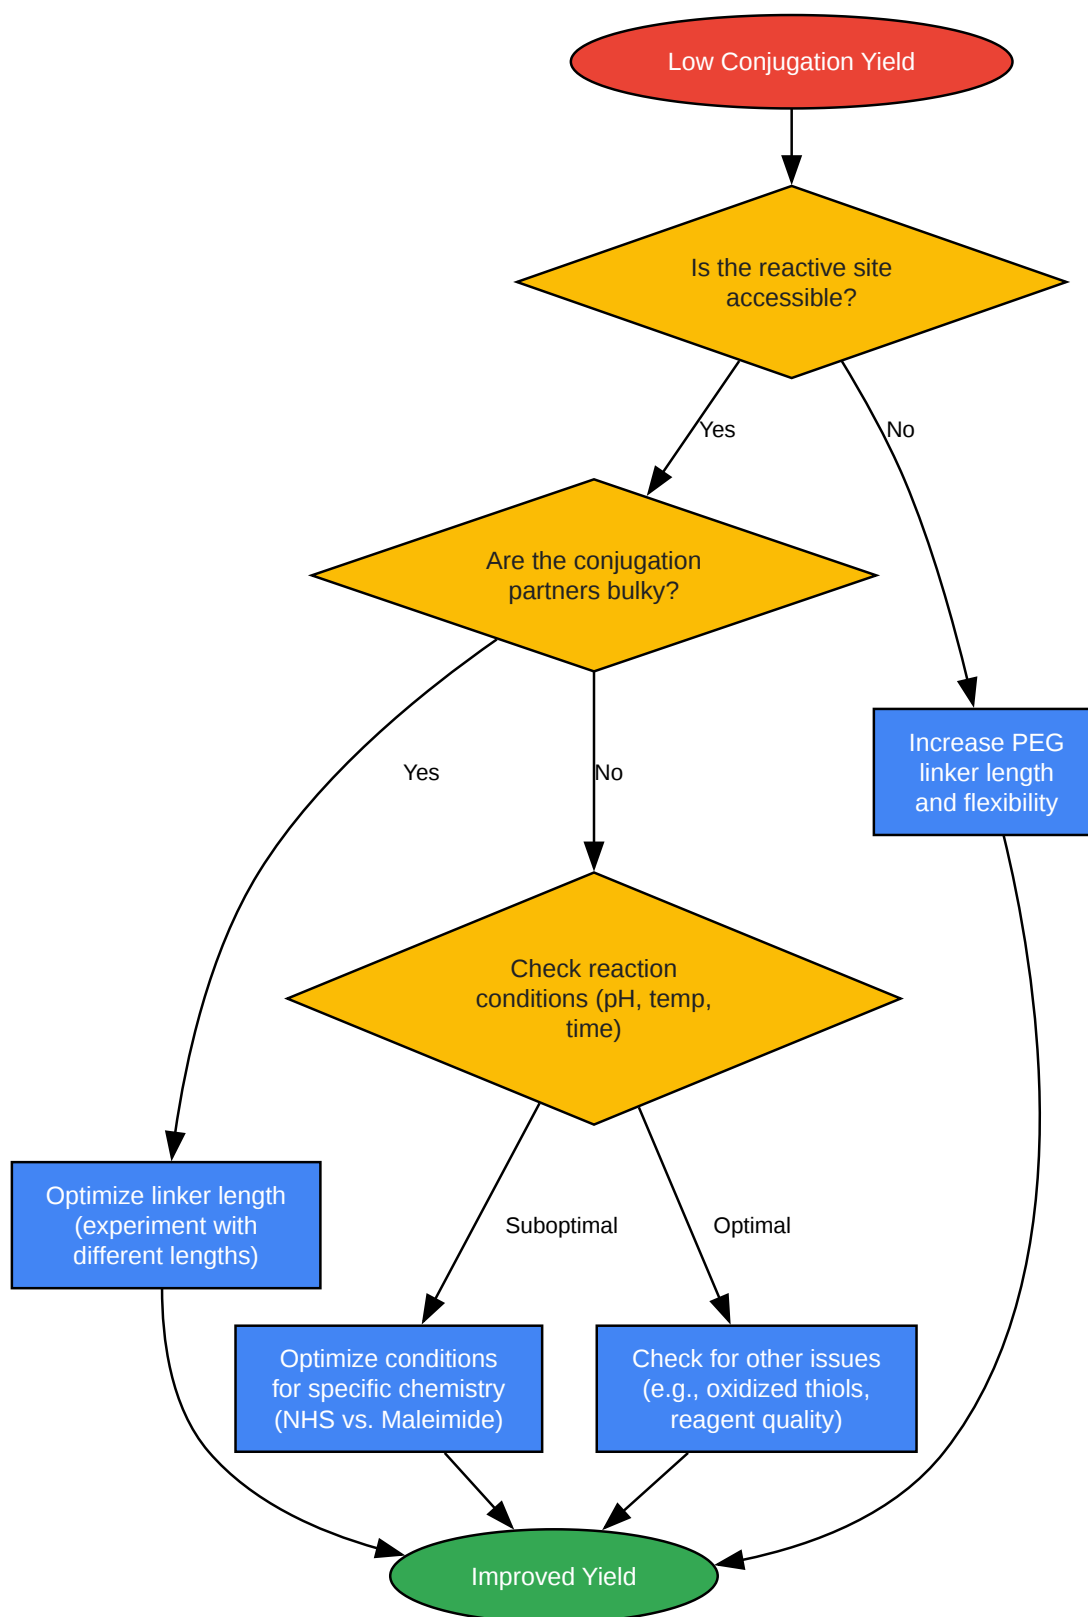 Low Conjugation Yield
Is the reactive site
accessible?
Yes
No
Are the conjugation
partners bulky?
Increase PEG
linker length
and flexibility
Yes
No
Check reaction
conditions (pH, temp,
time)
Optimize linker length
(experiment with
different lengths)
Suboptimal
Optimal
Optimize conditions
for specific chemistry
(NHS vs. Maleimide)
Check for other issues
(e.g., oxidized thiols,
reagent quality)
Improved Yield